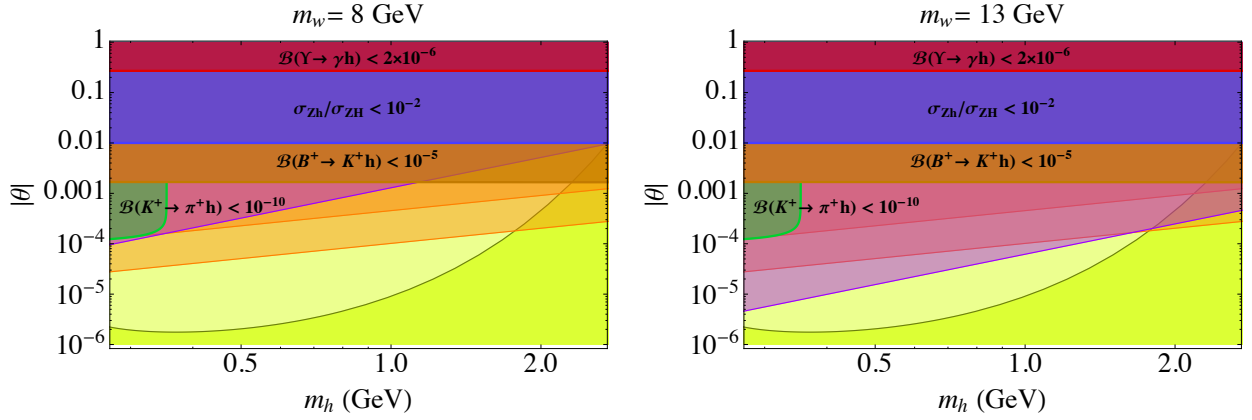 m_w = 8 GeV
1
0.1
0.01
0.001
10⁻⁴
10⁻⁵
10⁻⁶
|θ|
ℬ(Υ→ γh) < 2×10⁻⁶
σ_Zh/σ_ZH < 10⁻²
ℬ(B⁺→ K⁺h) < 10⁻⁵
ℬ(K⁺→ π⁺h) < 10⁻¹⁰
0.5
1.0
2.0
m_h (GeV)
m_w = 13 GeV
1
0.1
0.01
0.001
10⁻⁴
10⁻⁵
10⁻⁶
|θ|
ℬ(Υ→ γh) < 2×10⁻⁶
σ_Zh/σ_ZH < 10⁻²
ℬ(B⁺→ K⁺h) < 10⁻⁵
ℬ(K⁺→ π⁺h) < 10⁻¹⁰
0.5
1.0
2.0
m_h (GeV)